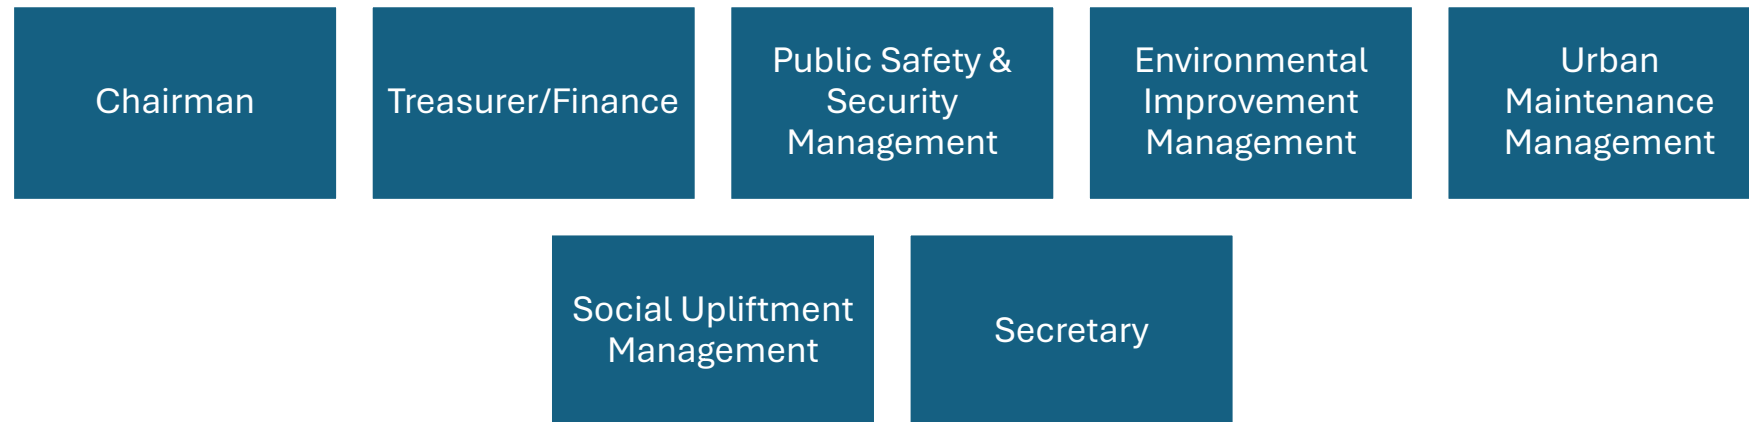 Chairman
Treasurer/Finance
Public Safety &
Security
Management
Environmental
Improvement
Management
Urban
Maintenance
Management
Social Upliftment
Management
Secretary